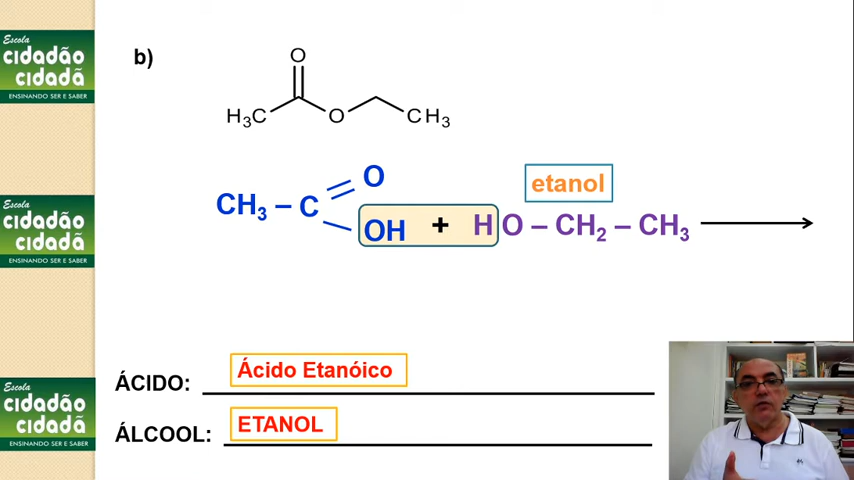 Escola
cidadão
cidadã
ENSINANDO SER E SABER
b)
O
H₃C
O
CH₃
etanol
CH₃ – C
O
OH + HO – CH₂ – CH₃
Escola
cidadão
cidadã
ENSINANDO SER E SABER
ÁCIDO: Ácido Etanóico
ÁLCOOL: ETANOL
Escola
cidadão
cidadã
ENSINANDO SER E SABER